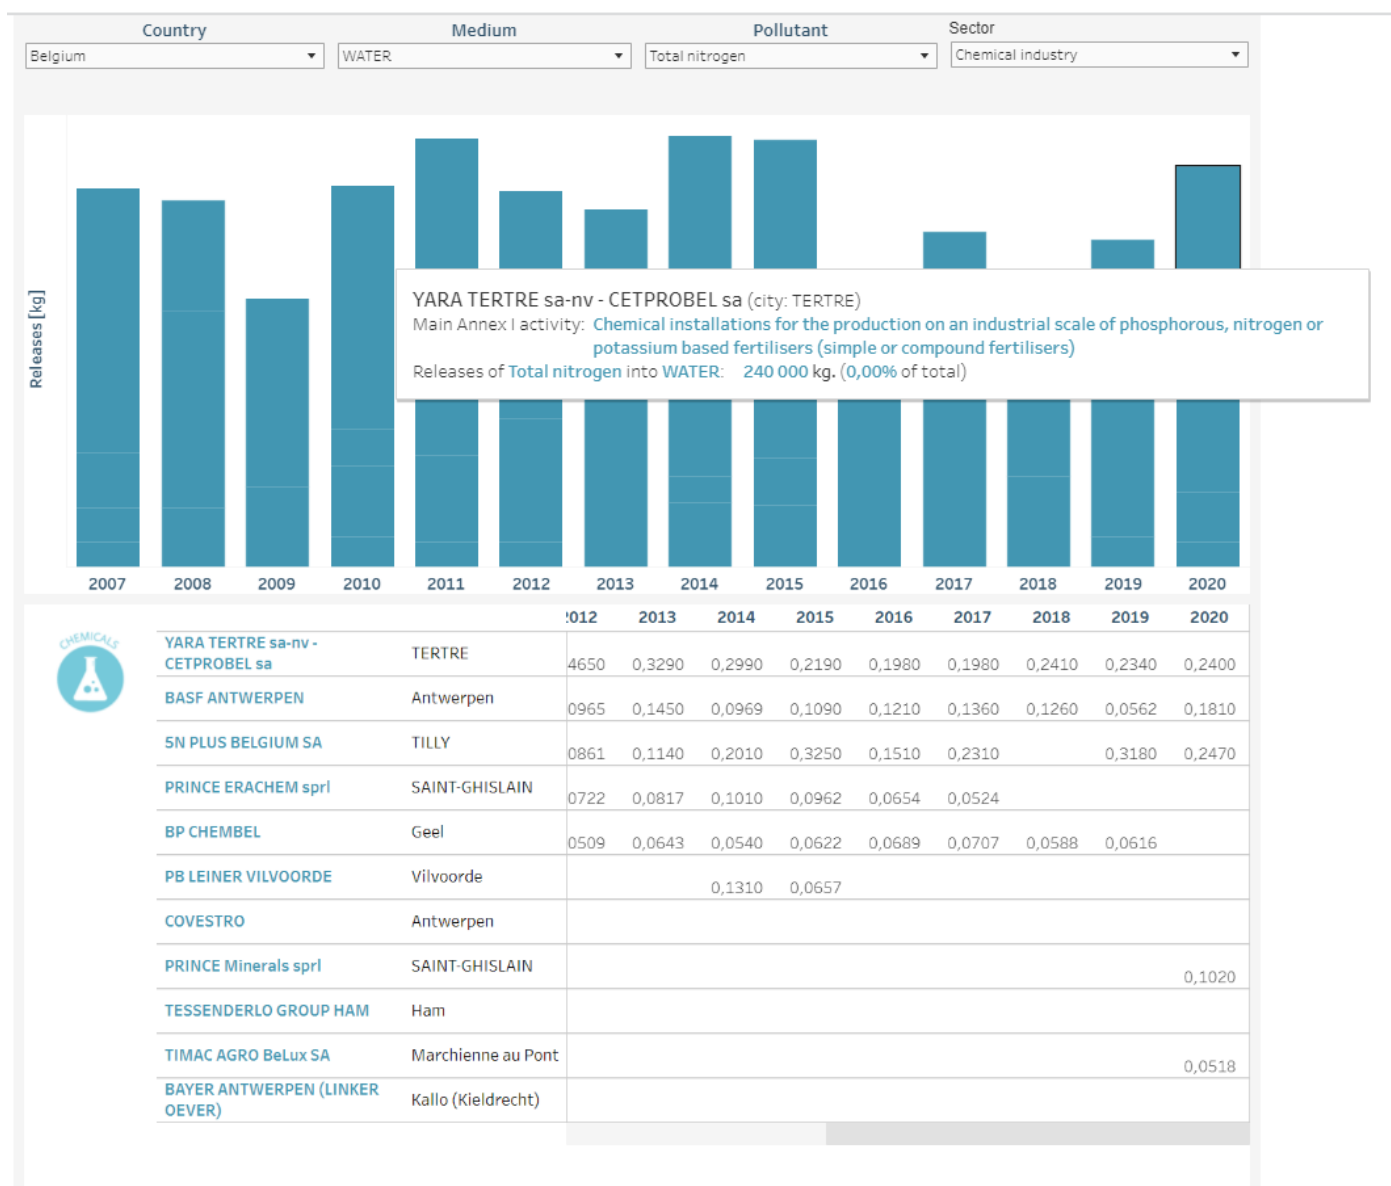 Country Medium Pollutant Sector
Belgium WATER Total nitrogen Chemical industry
Releases [kg]
YARA TERTRE sa-nv - CETPROBEL sa (city: TERTRE)
Main Annex I activity: Chemical installations for the production on an industrial scale of phosphorous, nitrogen or
potassium based fertilisers (simple or compound fertilisers)
Releases of Total nitrogen into WATER: 240 000 kg. (0,00% of total)
2007 2008 2009 2010 2011 2012 2013 2014 2015 2016 2017 2018 2019 2020
2012 2013 2014 2015 2016 2017 2018 2019 2020
CHEMICALS
YARA TERTRE sa-nv -
CETPROBEL sa TERTRE 4650 0,3290 0,2990 0,2190 0,1980 0,1980 0,2410 0,2340 0,2400
BASF ANTWERPEN Antwerpen 0965 0,1450 0,0969 0,1090 0,1210 0,1360 0,1260 0,0562 0,1810
5N PLUS BELGIUM SA TILLY 0861 0,1140 0,2010 0,3250 0,1510 0,2310 0,3180 0,2470
PRINCE ERACHEM sprl SAINT-GHISLAIN 0722 0,0817 0,1010 0,0962 0,0654 0,0524
BP CHEMBEL Geel 0509 0,0643 0,0540 0,0622 0,0689 0,0707 0,0588 0,0616
PB LEINER VILVOORDE Vilvoorde 0,1310 0,0657
COVESTRO Antwerpen
PRINCE Minerals sprl SAINT-GHISLAIN 0,1020
TESSENDERLO GROUP HAM Ham
TIMAC AGRO BeLux SA Marchienne au Pont 0,0518
BAYER ANTWERPEN (LINKER
OEVER) Kallo (Kieldrecht)